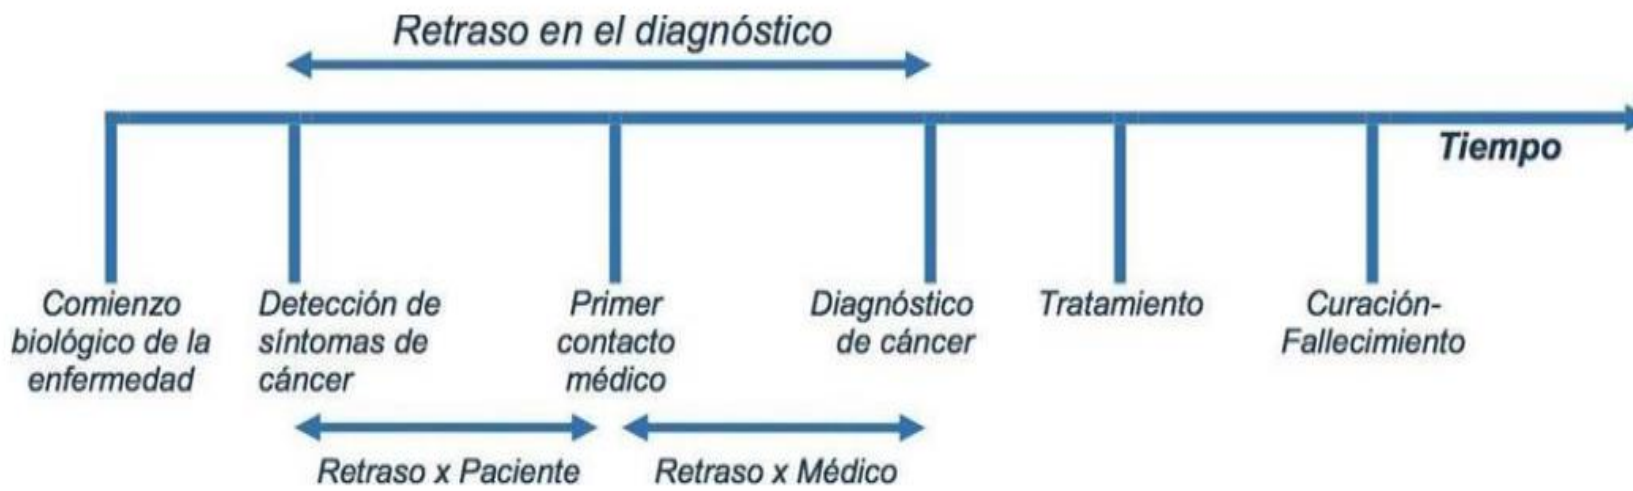 Retraso en el diagnóstico
Tiempo
Comienzo
biológico de la
enfermedad
Detección de
síntomas de
cáncer
Primer
contacto
médico
Diagnóstico
de cáncer
Tratamiento
Curación-
Fallecimiento
Retraso x Paciente
Retraso x Médico